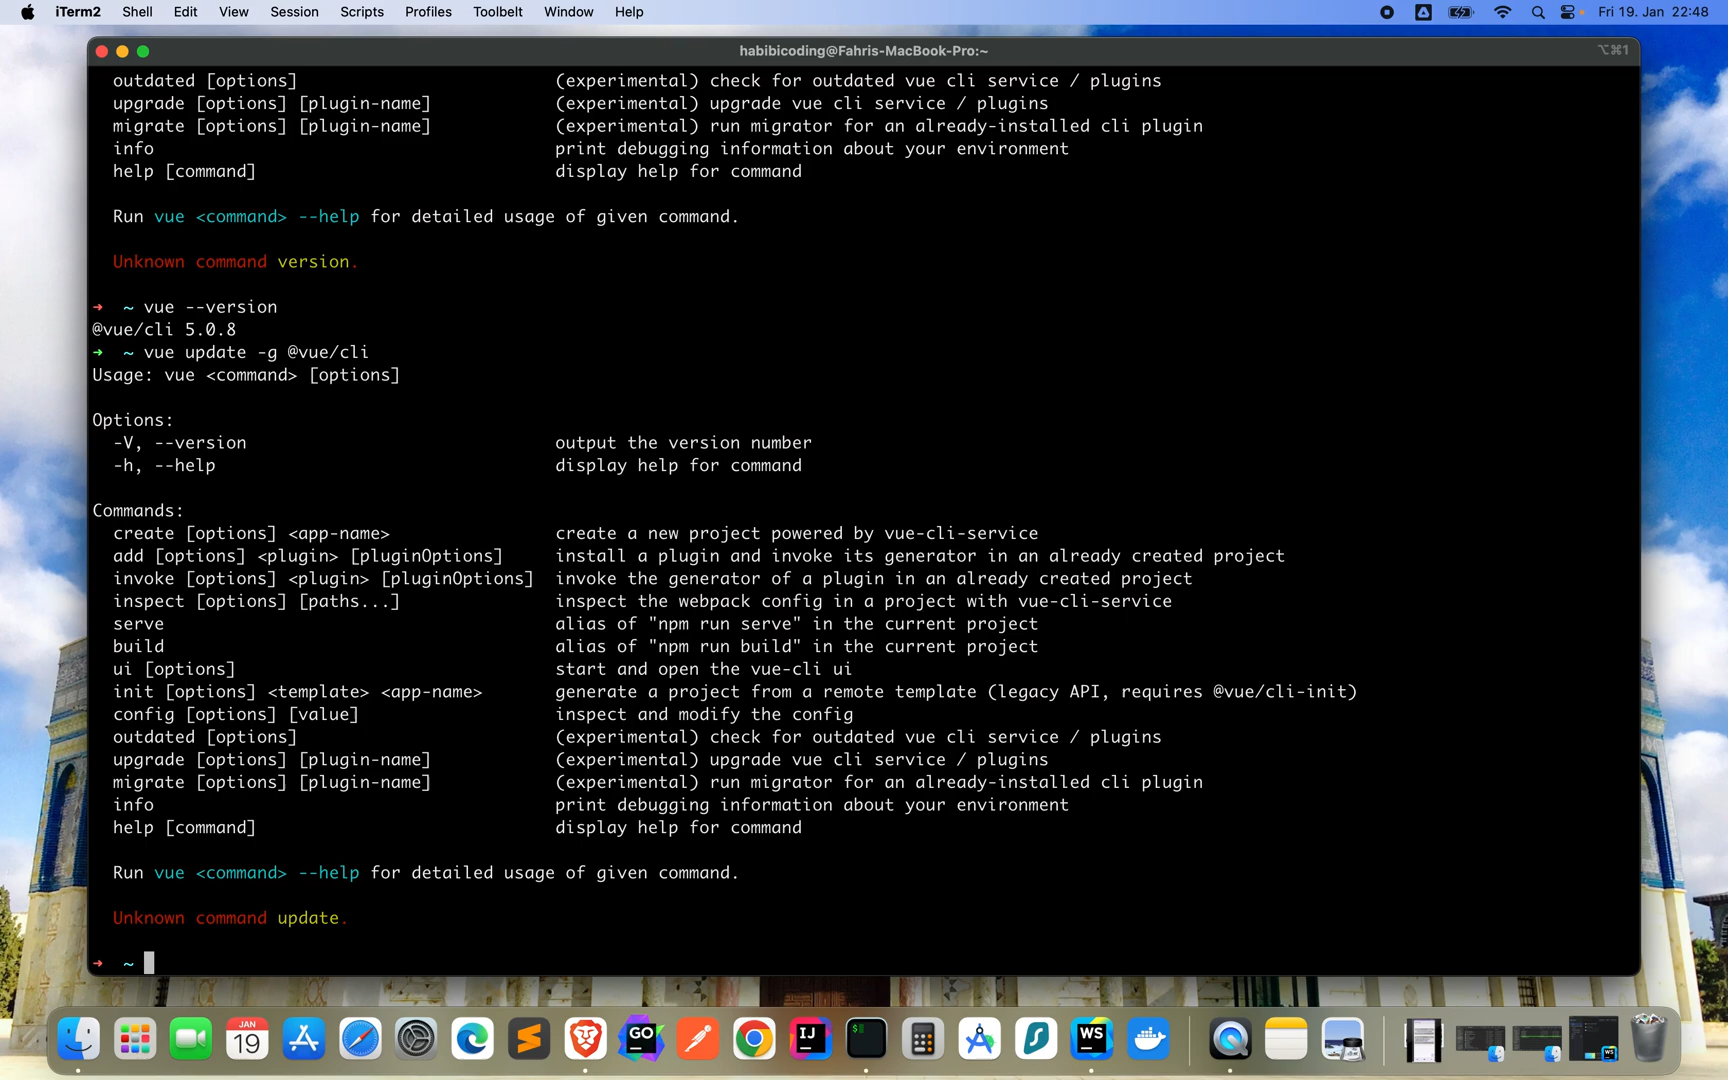 iTerm2 Shell Edit View Session Scripts Profiles Toolbelt Window Help Fri 19. Jan 22:48
habibicoding@Fahris-MacBook-Pro:~ ⌥⌘1
outdated [options] (experimental) check for outdated vue cli service / plugins
upgrade [options] [plugin-name] (experimental) upgrade vue cli service / plugins
migrate [options] [plugin-name] (experimental) run migrator for an already-installed cli plugin
info print debugging information about your environment
help [command] display help for command
Run vue <command> --help for detailed usage of given command.
Unknown command version.
➜ ~ vue --version
@vue/cli 5.0.8
➜ ~ vue update -g @vue/cli
Usage: vue <command> [options]
Options:
-V, --version output the version number
-h, --help display help for command
Commands:
create [options] <app-name> create a new project powered by vue-cli-service
add [options] <plugin> [pluginOptions] install a plugin and invoke its generator in an already created project
invoke [options] <plugin> [pluginOptions] invoke the generator of a plugin in an already created project
inspect [options] [paths...] inspect the webpack config in a project with vue-cli-service
serve alias of "npm run serve" in the current project
build alias of "npm run build" in the current project
ui [options] start and open the vue-cli ui
init [options] <template> <app-name> generate a project from a remote template (legacy API, requires @vue/cli-init)
config [options] [value] inspect and modify the config
outdated [options] (experimental) check for outdated vue cli service / plugins
upgrade [options] [plugin-name] (experimental) upgrade vue cli service / plugins
migrate [options] [plugin-name] (experimental) run migrator for an already-installed cli plugin
info print debugging information about your environment
help [command] display help for command
Run vue <command> --help for detailed usage of given command.
Unknown command update.
➜ ~
JAN
19
GO
IJ
$
WS
WS